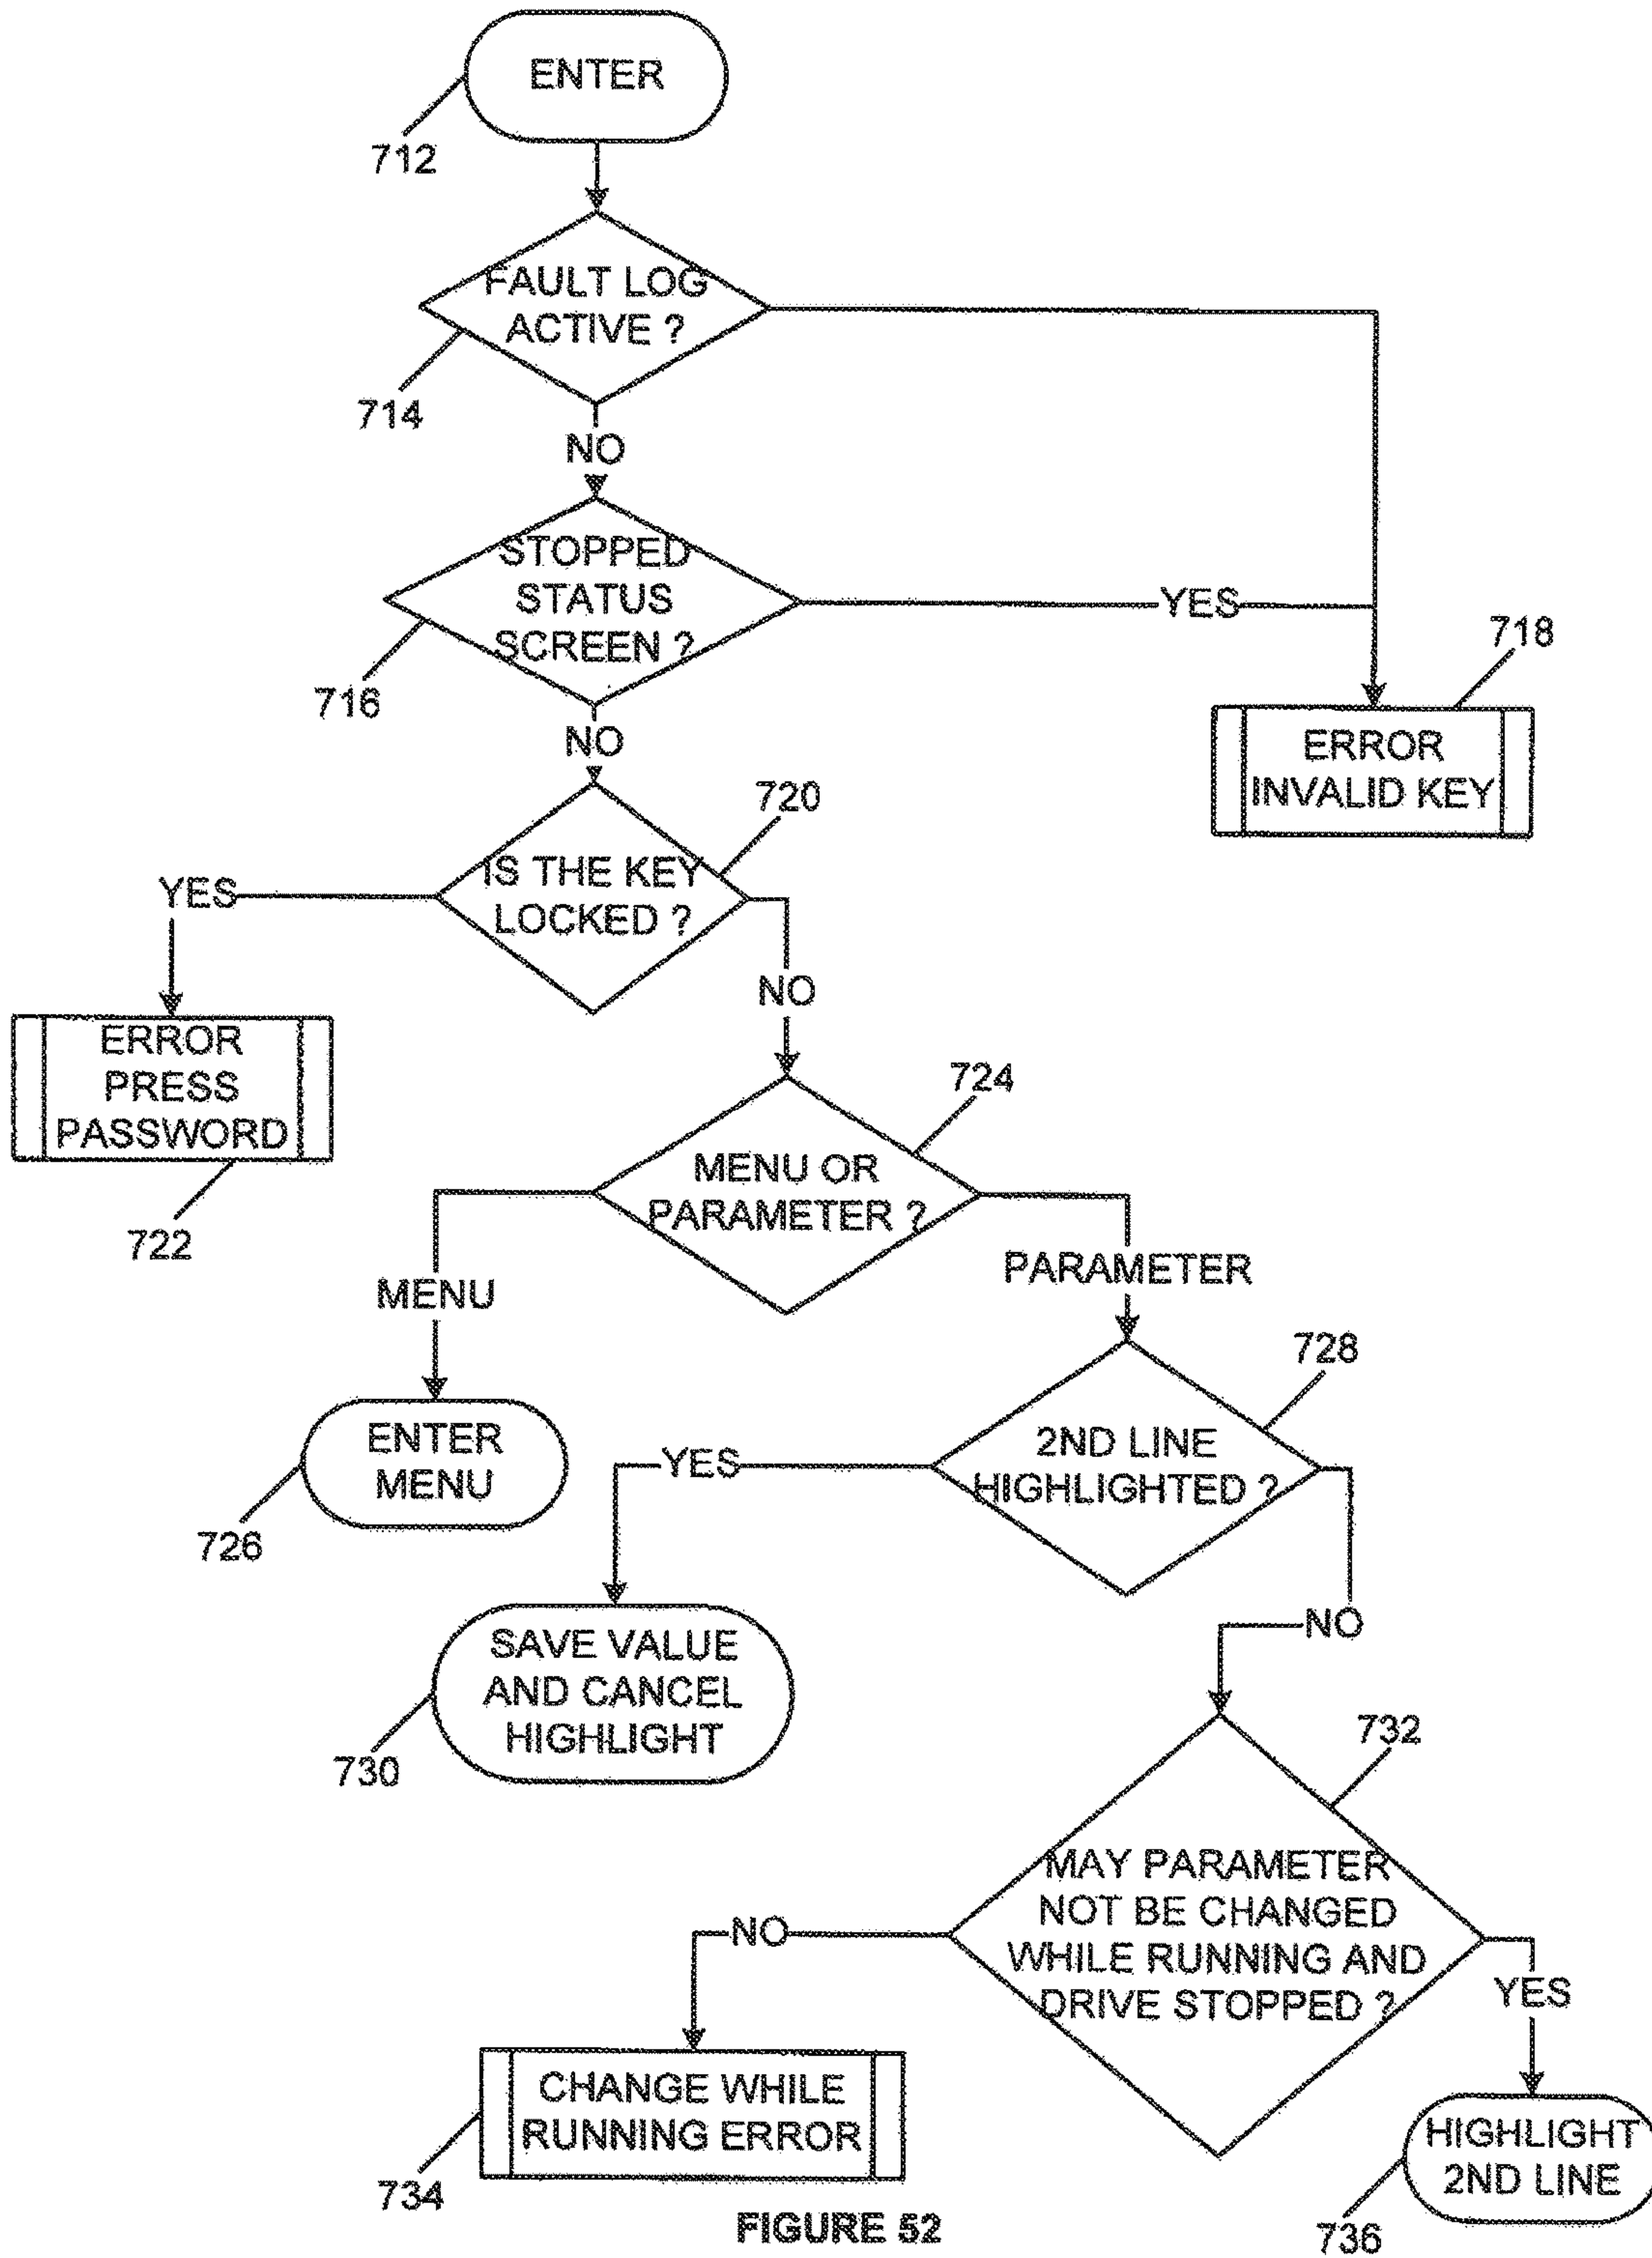 ENTER
712
FAULT LOG
ACTIVE ?
714
NO
STOPPED
STATUS
SCREEN ?
716
YES
718
ERROR
INVALID KEY
NO
720
IS THE KEY
LOCKED ?
YES
NO
ERROR
PRESS
PASSWORD
722
724
MENU OR
PARAMETER ?
MENU
PARAMETER
ENTER
MENU
726
728
2ND LINE
HIGHLIGHTED ?
YES
NO
SAVE VALUE
AND CANCEL
HIGHLIGHT
730
732
MAY PARAMETER
NOT BE CHANGED
WHILE RUNNING AND
DRIVE STOPPED ?
NO
YES
CHANGE WHILE
RUNNING ERROR
734
HIGHLIGHT
2ND LINE
736
FIGURE 52